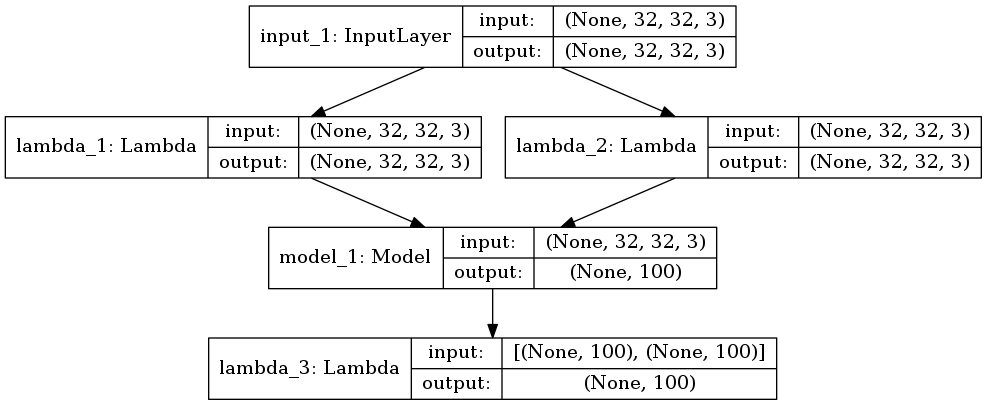 input_1: InputLayer
input: (None, 32, 32, 3)
output: (None, 32, 32, 3)
lambda_1: Lambda
input: (None, 32, 32, 3)
output: (None, 32, 32, 3)
lambda_2: Lambda
input: (None, 32, 32, 3)
output: (None, 32, 32, 3)
model_1: Model
input: (None, 32, 32, 3)
output: (None, 100)
lambda_3: Lambda
input: [(None, 100), (None, 100)]
output: (None, 100)